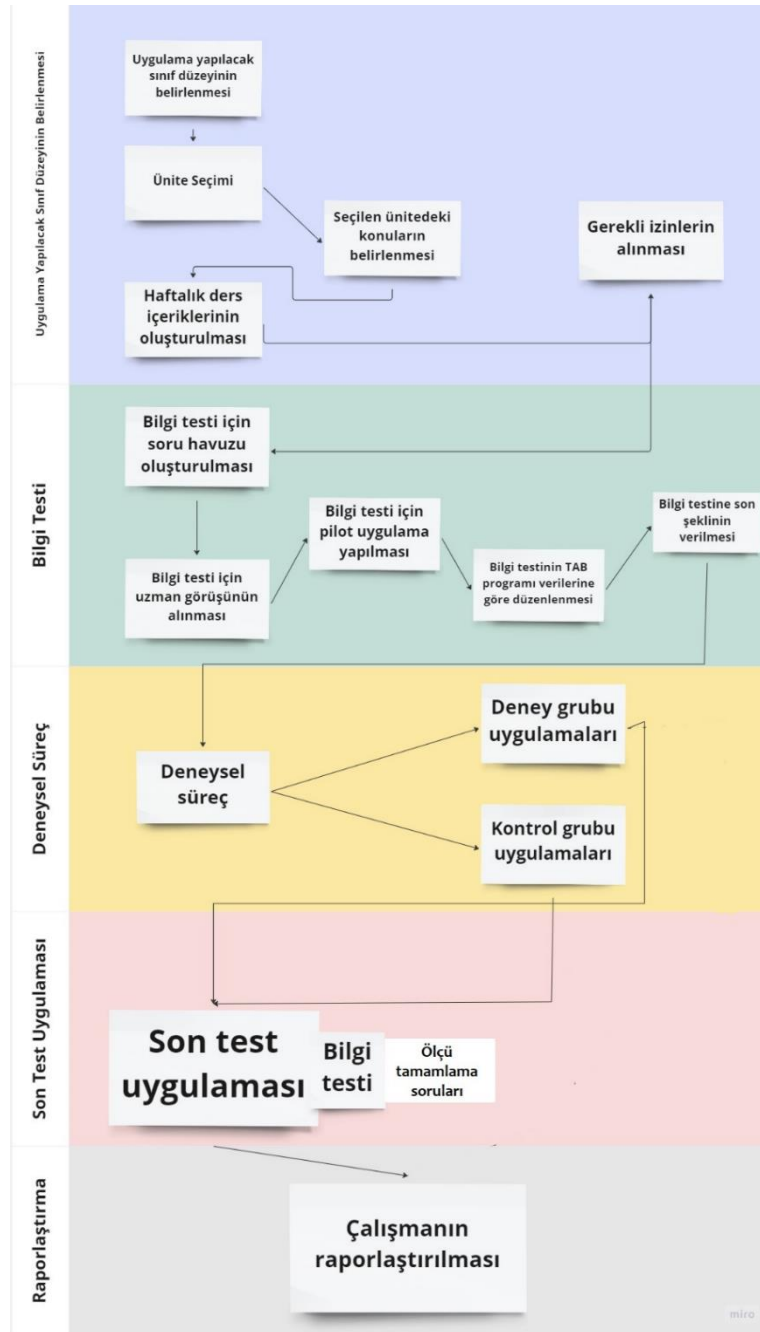 Uygulama Yapılacak Sınıf Düzeyinin Belirlenmesi
Uygulama yapılacak
sınıf düzeyinin
belirlenmesi
Ünite Seçimi
Seçilen ünitedeki
konuların
belirlenmesi
Gerekli izinlerin
alınması
Haftalık ders
içeriklerinin
oluşturulması
Bilgi Testi
Bilgi testi için
soru havuzu
oluşturulması
Bilgi testi için
uzman görüşünün
alınması
Bilgi testi için
pilot uygulama
yapılması
Bilgi testinin TAB
programı verilerine
göre düzenlenmesi
Bilgi testine son
şeklinin
verilmesi
Deneysel Süreç
Deneysel
süreç
Deney grubu
uygulamaları
Kontrol grubu
uygulamaları
Son Test Uygulaması
Son test
uygulaması
Bilgi
testi
Ölçü
tamamlama
soruları
Raporlaştırma
Çalışmanın
raporlaştırılması
miro